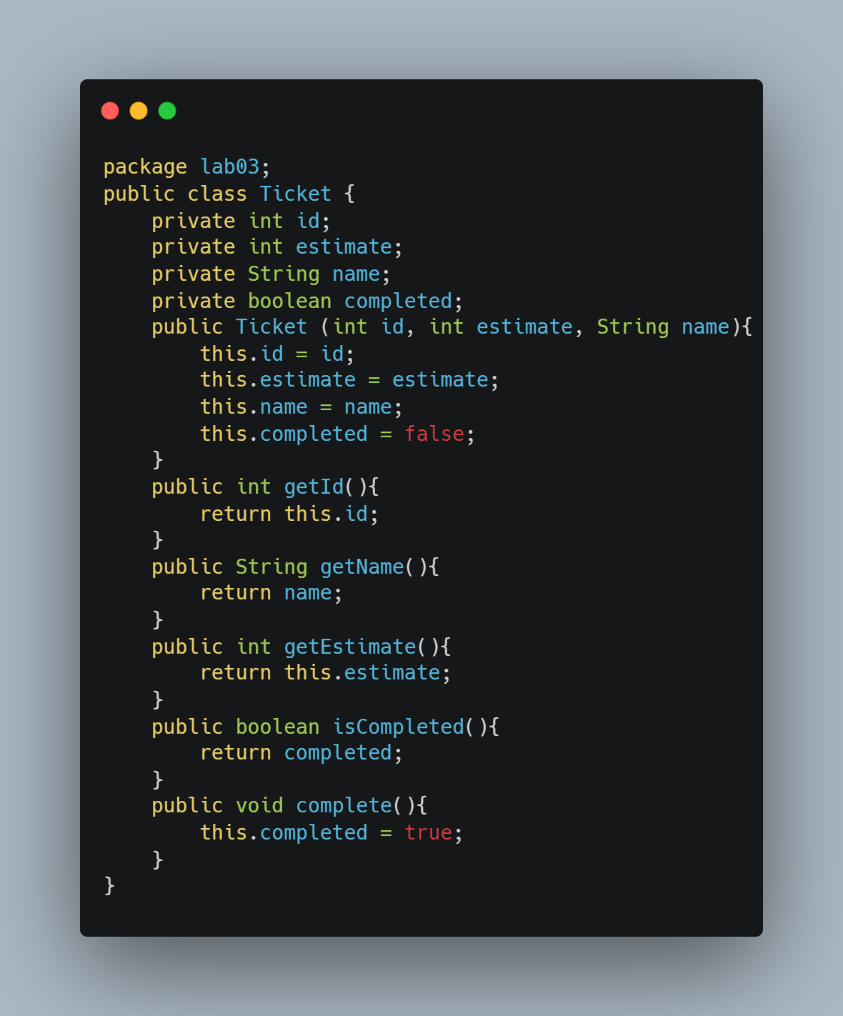 package lab03;
public class Ticket {
    private int id;
    private int estimate;
    private String name;
    private boolean completed;
    public Ticket (int id, int estimate, String name){
        this.id = id;
        this.estimate = estimate;
        this.name = name;
        this.completed = false;
    }
    public int getId(){
        return this.id;
    }
    public String getName(){
        return name;
    }
    public int getEstimate(){
        return this.estimate;
    }
    public boolean isCompleted(){
        return completed;
    }
    public void complete(){
        this.completed = true;
    }
}